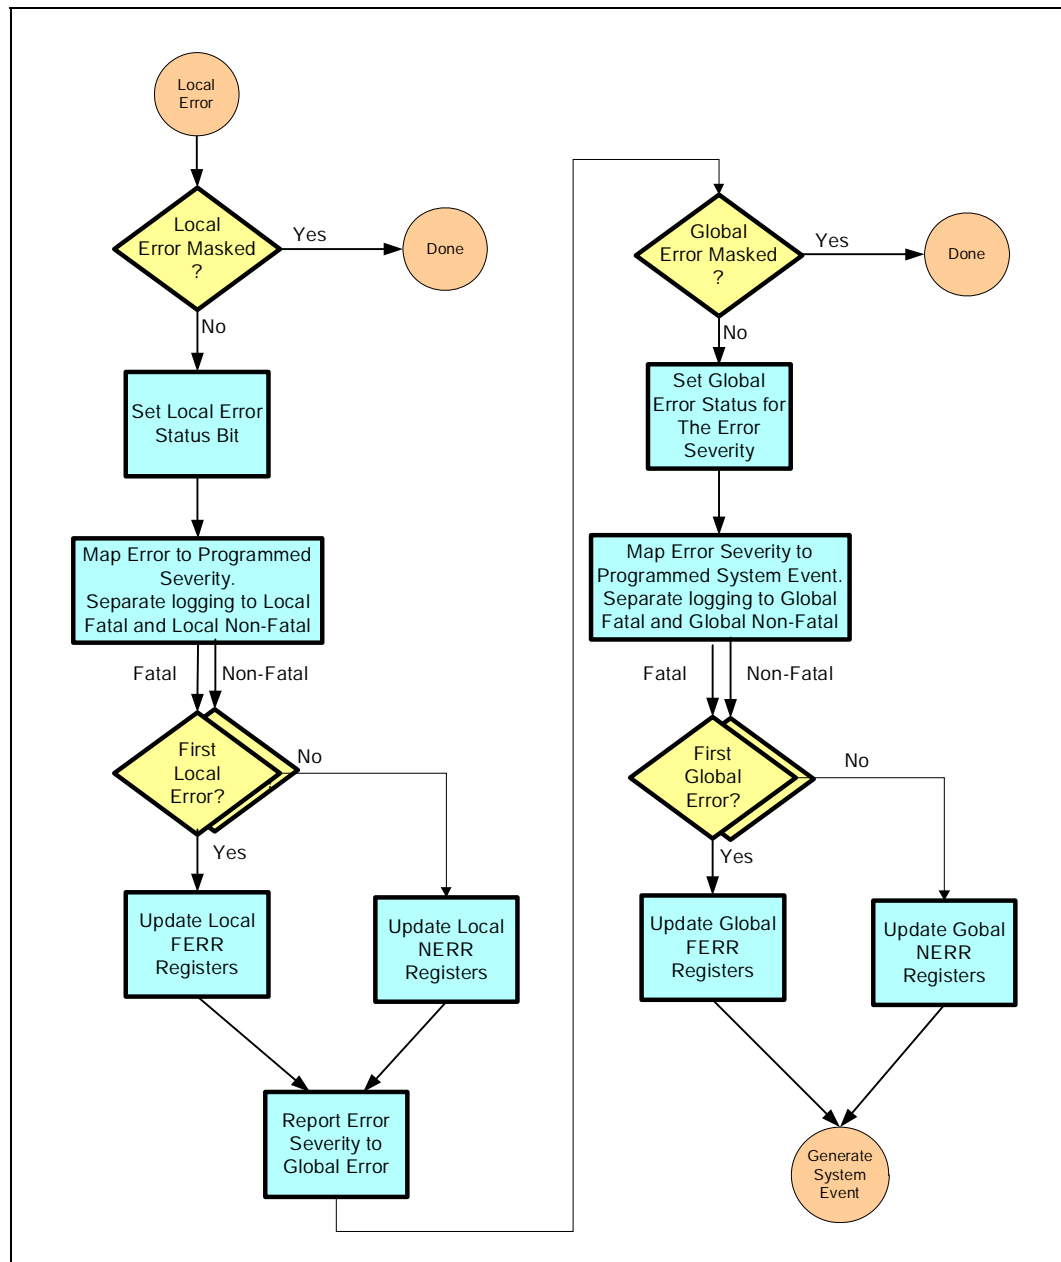 Local
Error
Local
Error Masked
?
Yes
Done
No
Set Local Error
Status Bit
Map Error to Programmed
Severity.
Separate logging to Local
Fatal and Local Non-Fatal
Fatal
Non-Fatal
First
Local
Error?
No
Yes
Update Local
FERR
Registers
Update Local
NERR
Registers
Report Error
Severity to
Global Error
Global
Error Masked
?
Yes
Done
No
Set Global
Error Status for
The Error
Severity
Map Error Severity to
Programmed System Event.
Separate logging to Global
Fatal and Global Non-Fatal
Fatal
Non-Fatal
First
Global
Error?
No
Yes
Update Global
FERR
Registers
Update Gobal
NERR
Registers
Generate
System
Event